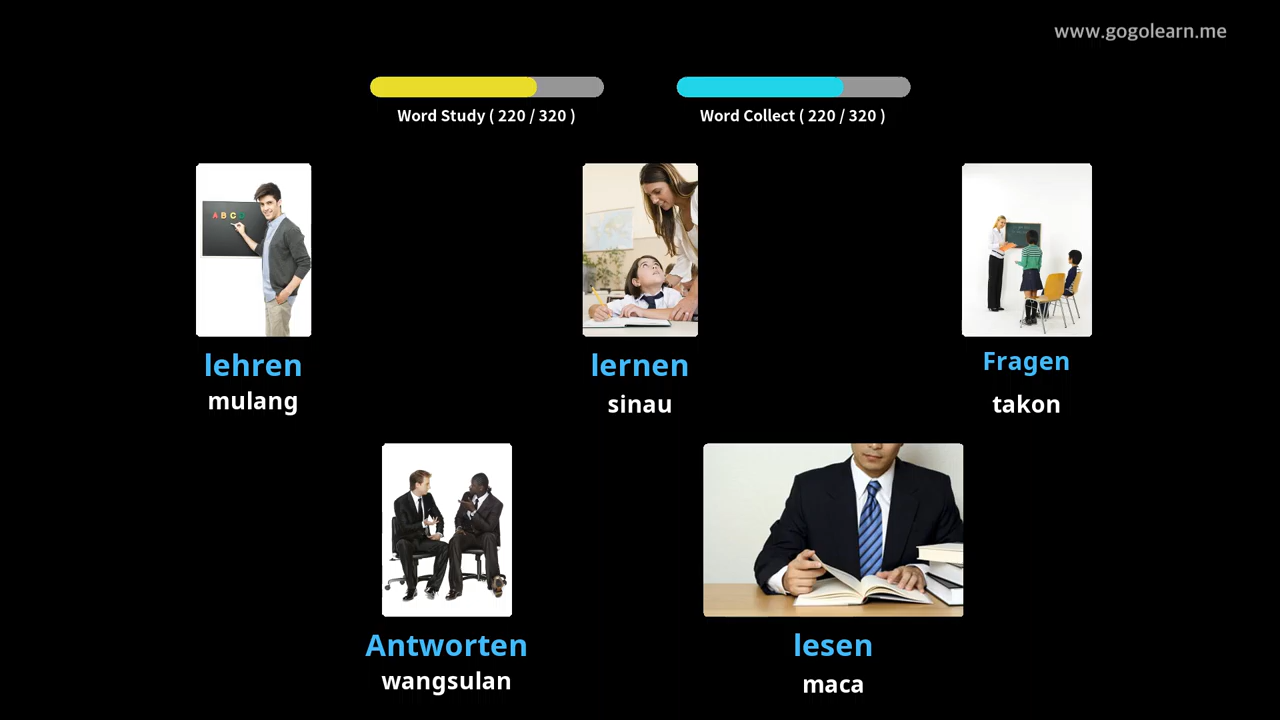 www.gogolearn.me
Word Study ( 220 / 320 )
Word Collect ( 220 / 320 )
A B C D
lehren
mulang
lernen
sinau
Fragen
takon
Antworten
wangsulan
lesen
maca